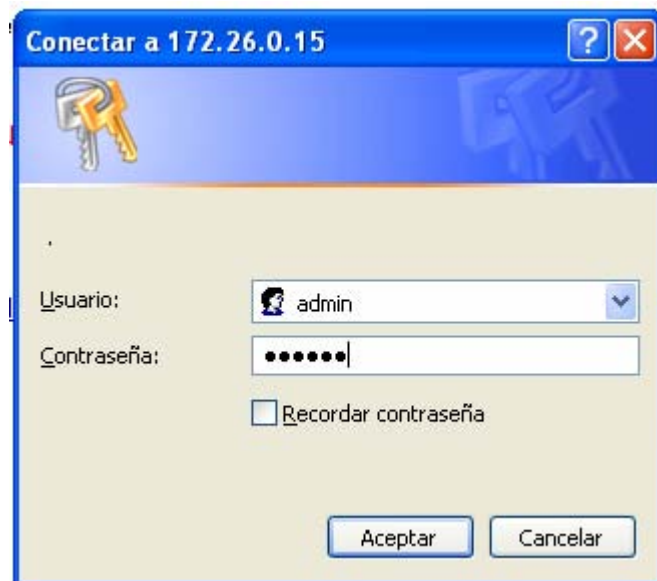 Conectar a 172.26.0.15
Usuario:
admin
Contraseña:
••••••
Recordar contraseña
Aceptar
Cancelar